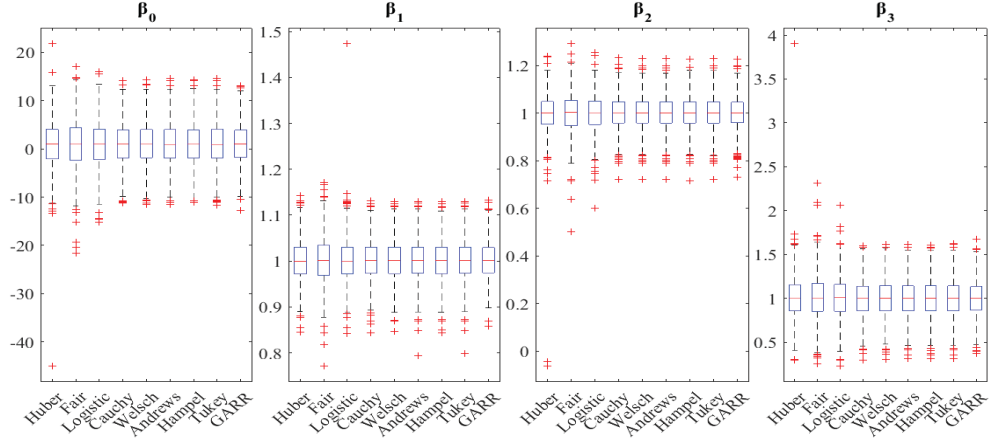 β0
20
10
0
-10
-20
-30
-40
Huber
Fair
Logistic
Cauchy
Welsch
Andrews
Hampel
Tukey
GARR
β1
1.5
1.4
1.3
1.2
1.1
1
0.9
0.8
Huber
Fair
Logistic
Cauchy
Welsch
Andrews
Hampel
Tukey
GARR
β2
1.2
1
0.8
0.6
0.4
0.2
0
Huber
Fair
Logistic
Cauchy
Welsch
Andrews
Hampel
Tukey
GARR
β3
4
3.5
3
2.5
2
1.5
1
0.5
Huber
Fair
Logistic
Cauchy
Welsch
Andrews
Hampel
Tukey
GARR